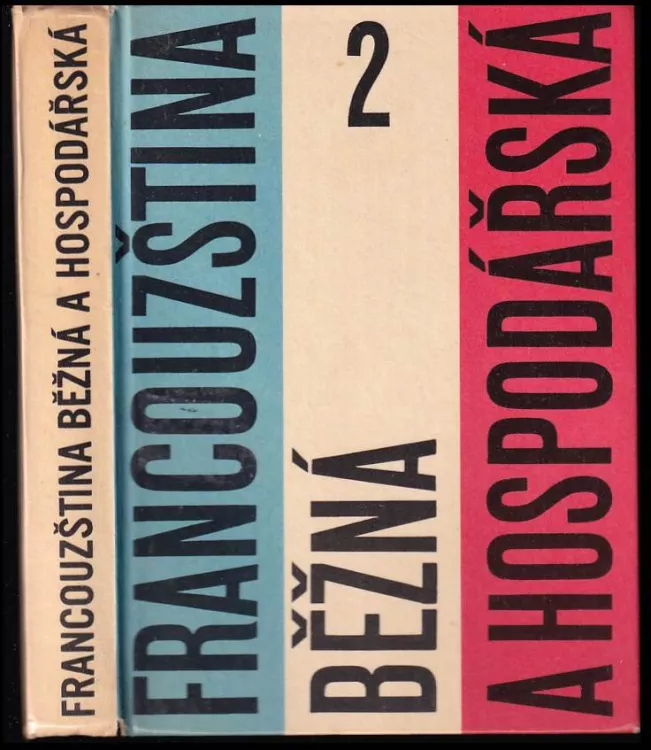 FRANCOUZŠTINA BĚŽNÁ A HOSPODÁŘSKÁ
FRANCOUZŠTINA
2
BĚŽNÁ
A HOSPODÁŘSKÁ